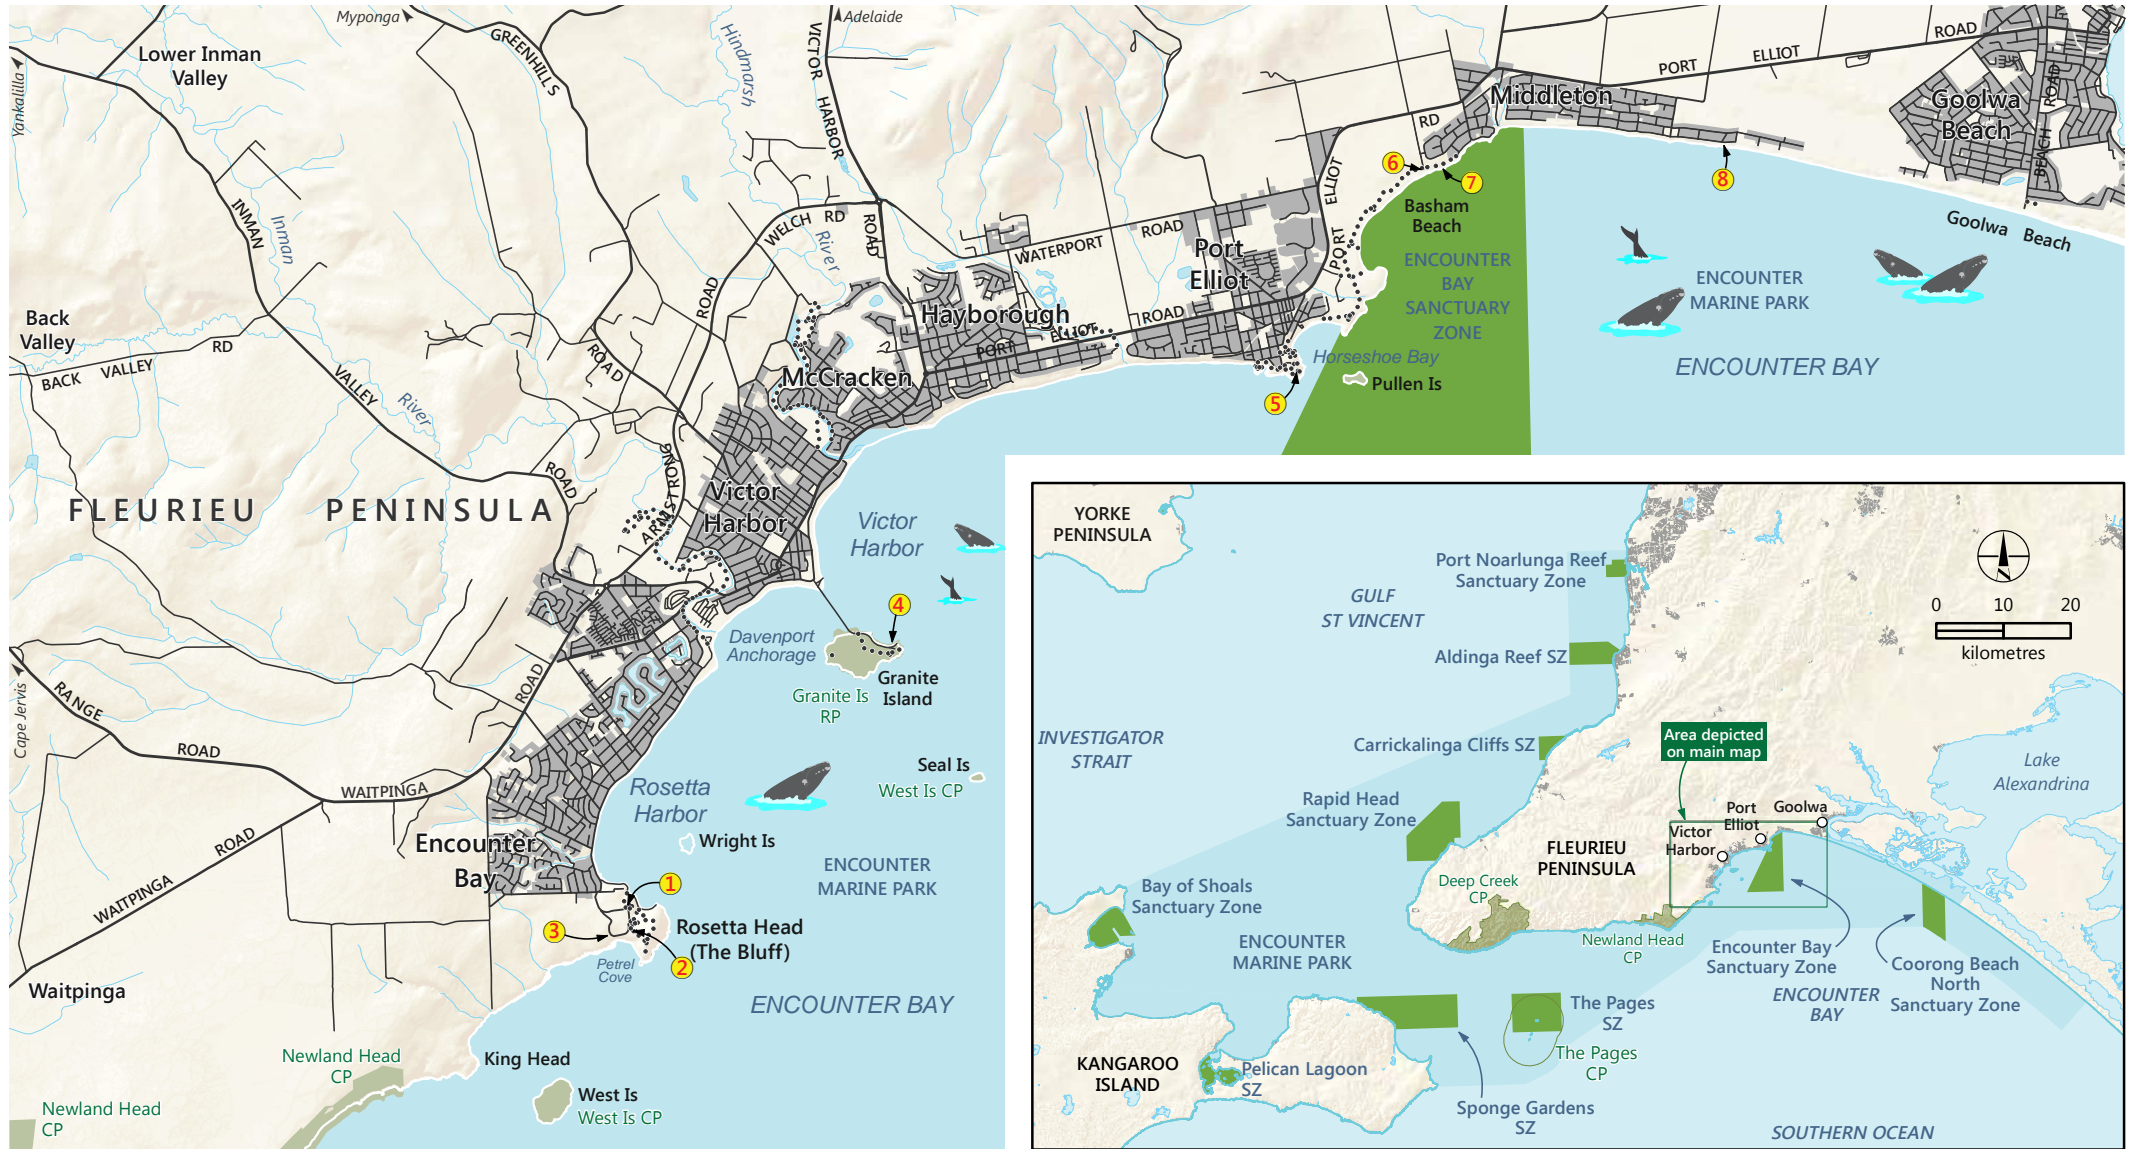 Myponga
Adelaide
Lower Inman
Valley
Yankalilla
GREENHILLS
ROAD
Hindmarsh
River
VICTOR
HARBOR
ROAD
INMAN
VALLEY
ROAD
Inman
River
WELCH RD
ROAD
WATERPORT ROAD
PORT
ELLIOT
ROAD
PORT
ELLIOT
RD
PORT
ELLIOT
ROAD
Middleton
Goolwa
Beach
BEACH
ROAD
Goolwa Beach
6
7
8
Basham
Beach
ENCOUNTER
BAY
SANCTUARY
ZONE
ENCOUNTER
MARINE PARK
ENCOUNTER BAY
Port
Elliot
Horseshoe Bay
Pullen Is
5
Hayborough
McCracken
Back
Valley
BACK VALLEY
RD
FLEURIEU PENINSULA
ARMSTRONG
ROAD
Victor
Harbor
Victor
Harbor
4
Davenport
Anchorage
Granite
Island
Granite Is
RP
Seal Is
West Is CP
Cape Jervis
RANGE
ROAD
WAITPINGA
WAITPINGA
ROAD
Rosetta
Harbor
Wright Is
Encounter
Bay
ENCOUNTER
MARINE PARK
1
2
3
Rosetta Head
(The Bluff)
Petrel
Cove
ENCOUNTER BAY
Waitpinga
King Head
Newland Head
CP
Newland Head
CP
West Is
West Is CP
YORKE
PENINSULA
GULF
ST VINCENT
Port Noarlunga Reef
Sanctuary Zone
Aldinga Reef SZ
Carrickalinga Cliffs SZ
INVESTIGATOR
STRAIT
Rapid Head
Sanctuary Zone
N
0 10 20
kilometres
Area depicted
on main map
Lake
Alexandrina
Port
Elliot
Goolwa
Victor
Harbor
FLEURIEU
PENINSULA
Deep Creek
CP
Newland Head
CP
Bay of Shoals
Sanctuary Zone
ENCOUNTER
MARINE PARK
Encounter Bay
Sanctuary Zone
Coorong Beach
North
Sanctuary Zone
ENCOUNTER
BAY
The Pages
SZ
The Pages
CP
KANGAROO
ISLAND
Pelican Lagoon
SZ
Sponge Gardens
SZ
SOUTHERN OCEAN